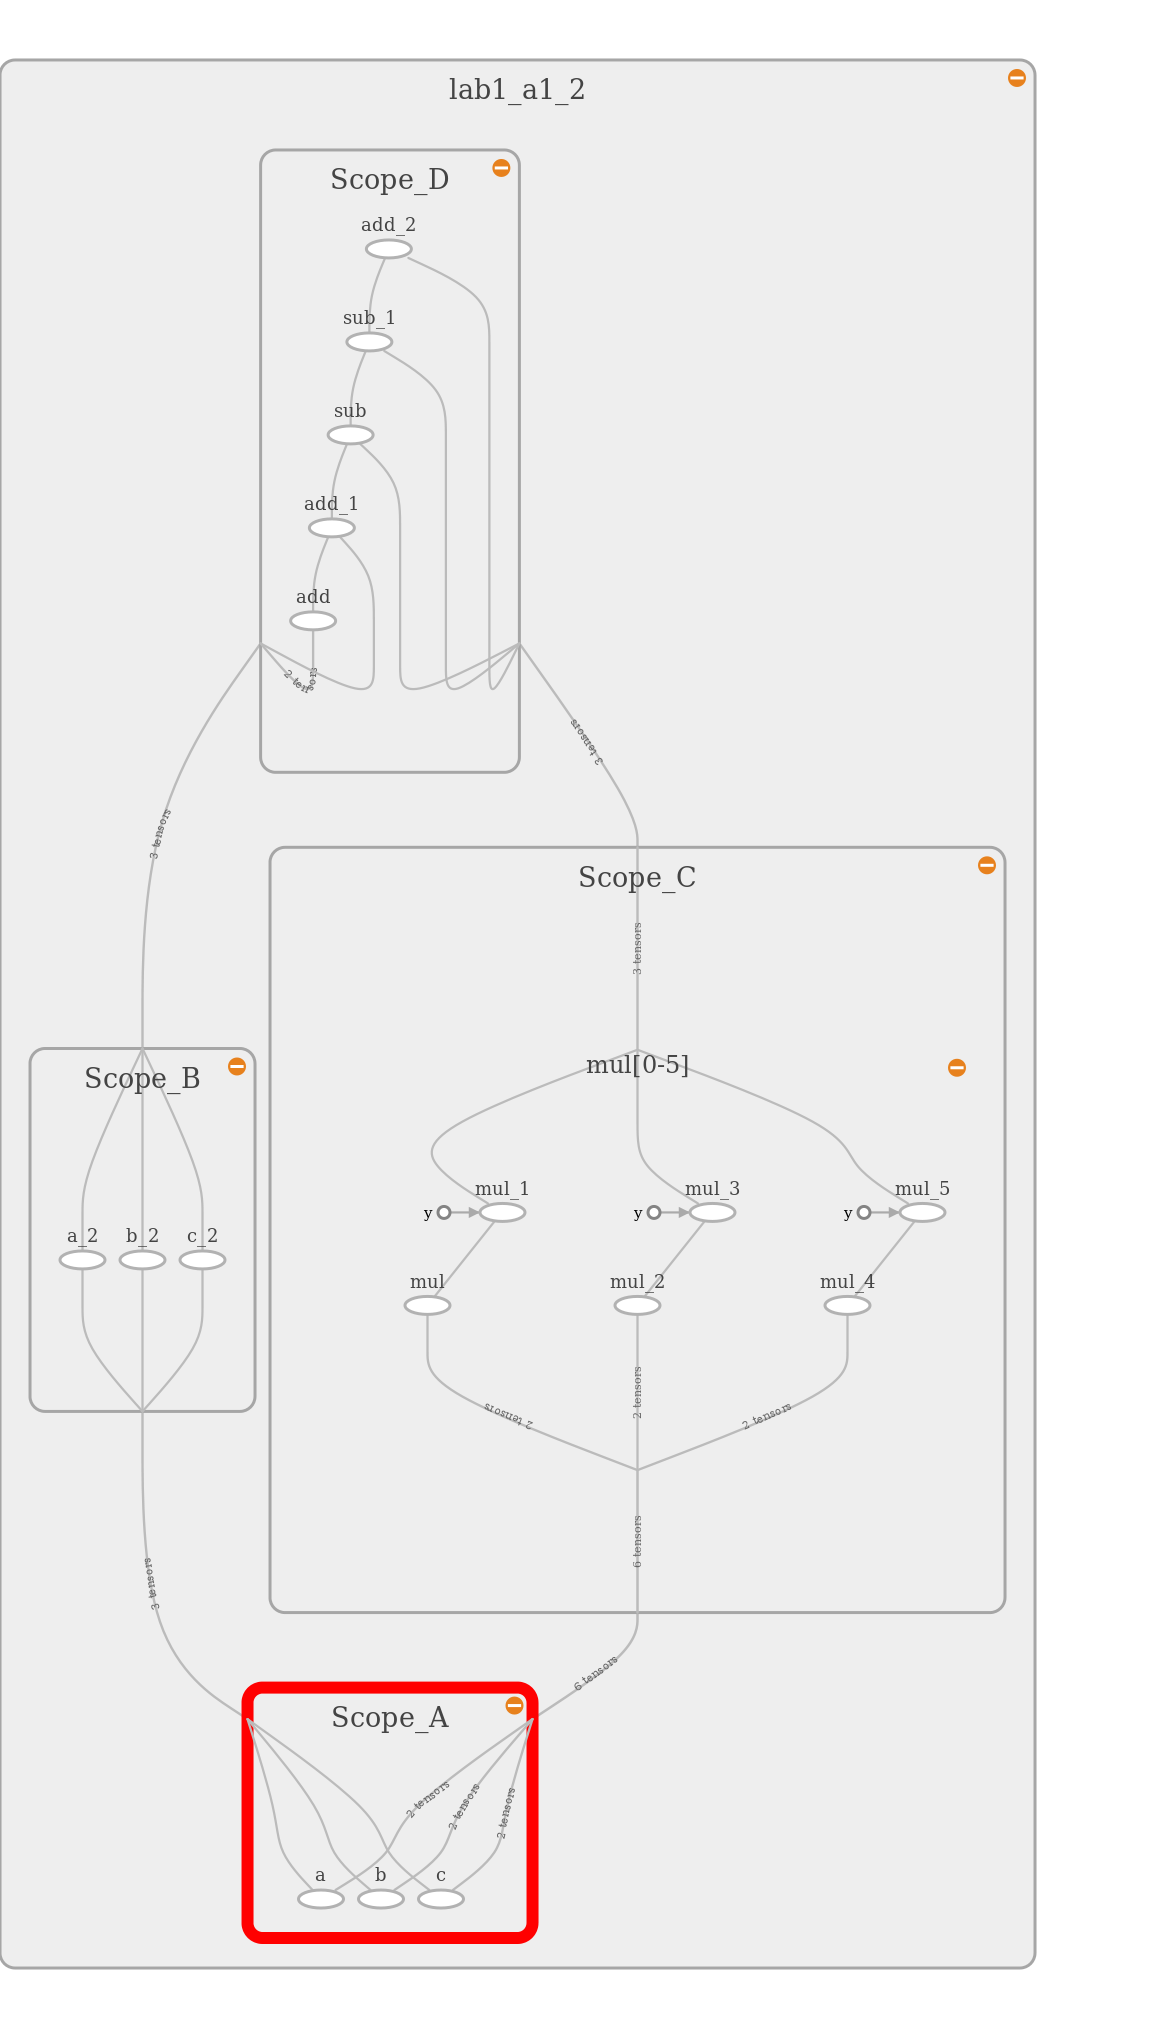 lab1_a1_2
Scope_D
add_2
sub_1
sub
add_1
add
2 tensors
3 tensors
3 tensors
Scope_C
3 tensors
mul[0-5]
Scope_B
mul_1
mul_3
mul_5
y
y
y
a_2
b_2
c_2
mul
mul_2
mul_4
2 tensors
2 tensors
2 tensors
6 tensors
3 tensors
6 tensors
Scope_A
2 tensors
2 tensors
2 tensors
a
b
c